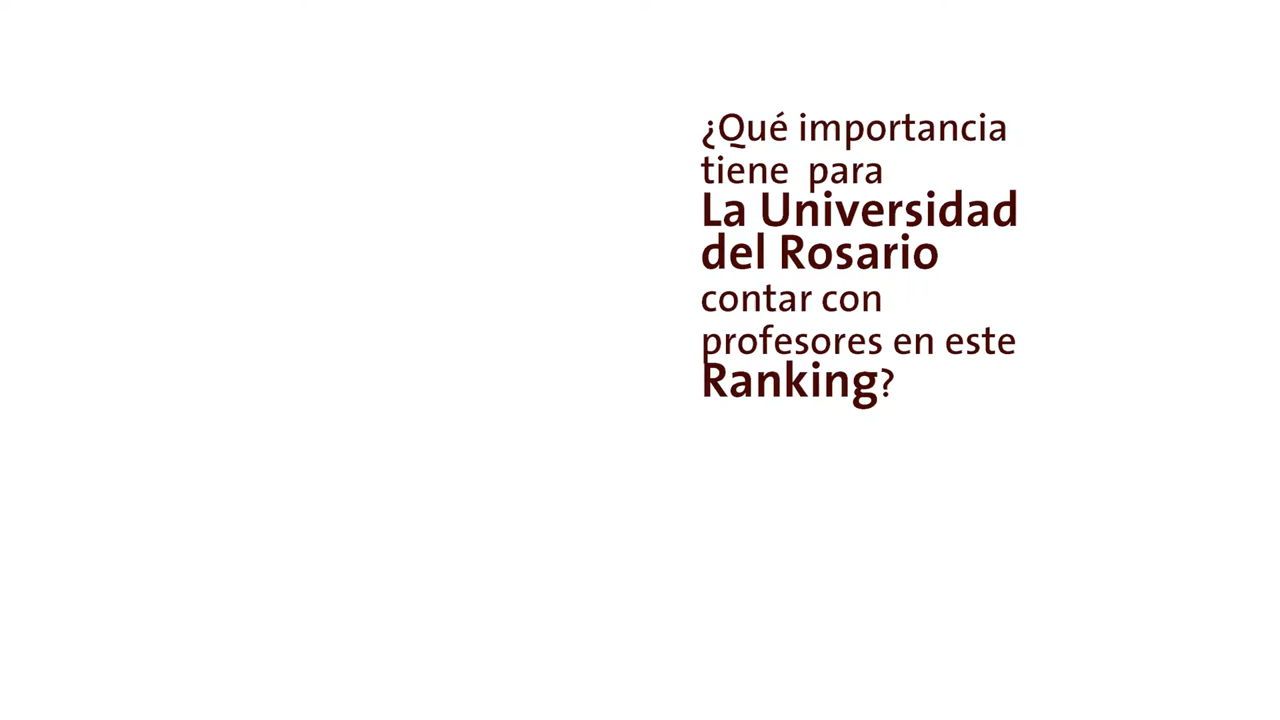 ¿Qué importancia
tiene  para
La Universidad
del Rosario
contar con
profesores en este
Ranking?